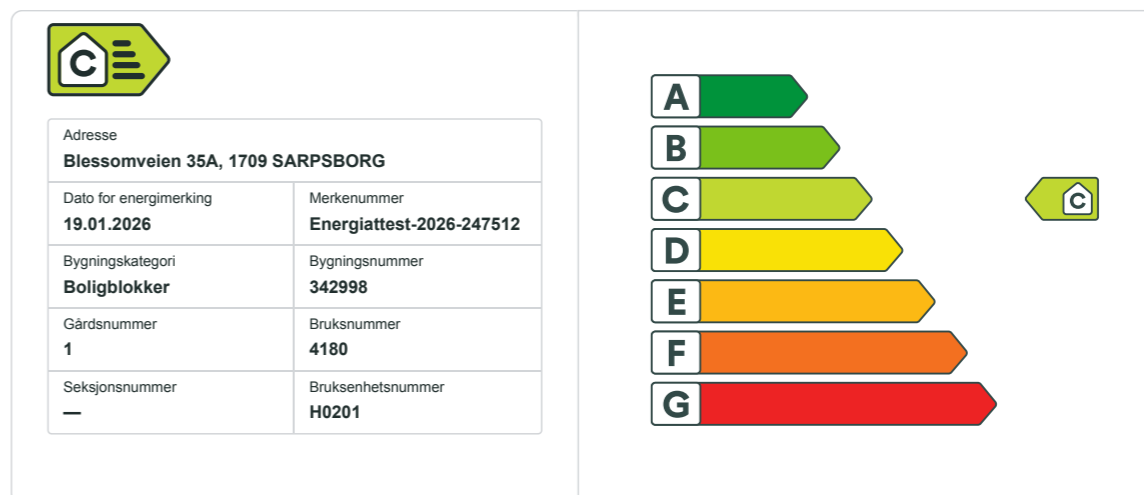 C
Adresse
Blessomveien 35A, 1709 SARPSBORG
Dato for energimerking
19.01.2026
Merkenummer
Energiattest-2026-247512
Bygningskategori
Boligblokker
Bygningsnummer
342998
Gårdsnummer
1
Bruksnummer
4180
Seksjonsnummer
—
Bruksenhetsnummer
H0201
A
B
C
C
D
E
F
G